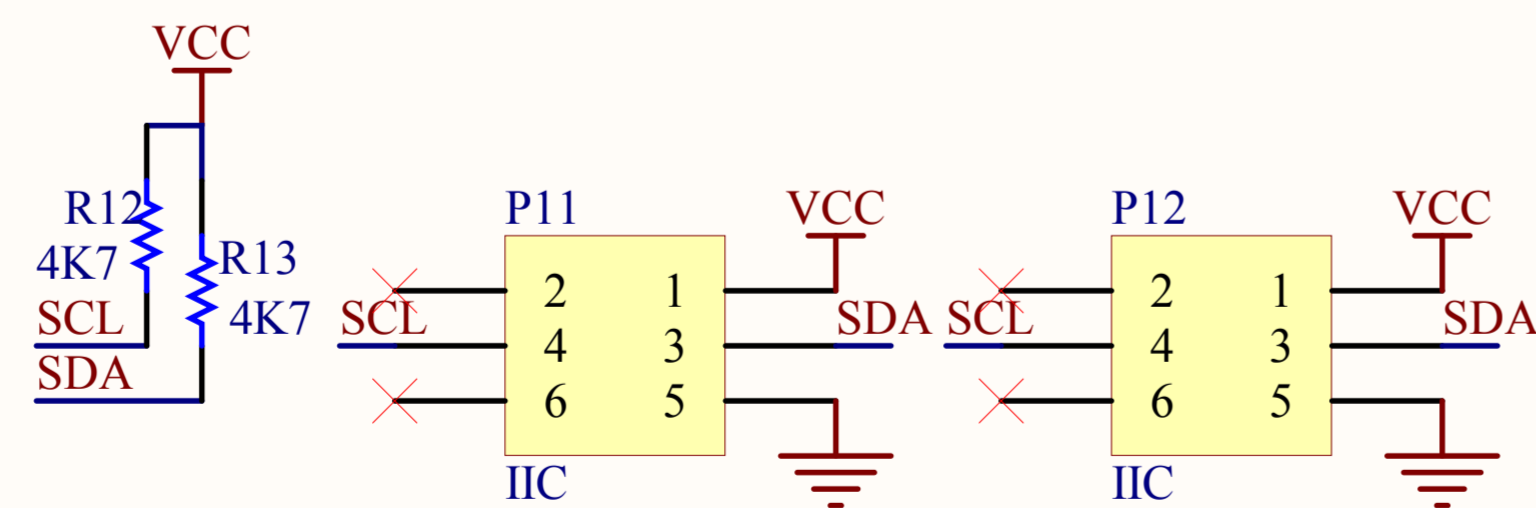 VCC
R12
4K7
R13
4K7
SCL
SDA
P11
VCC
2 1
SCL
SDA
4 3
6 5
IIC
P12
VCC
2 1
SCL
SDA
4 3
6 5
IIC